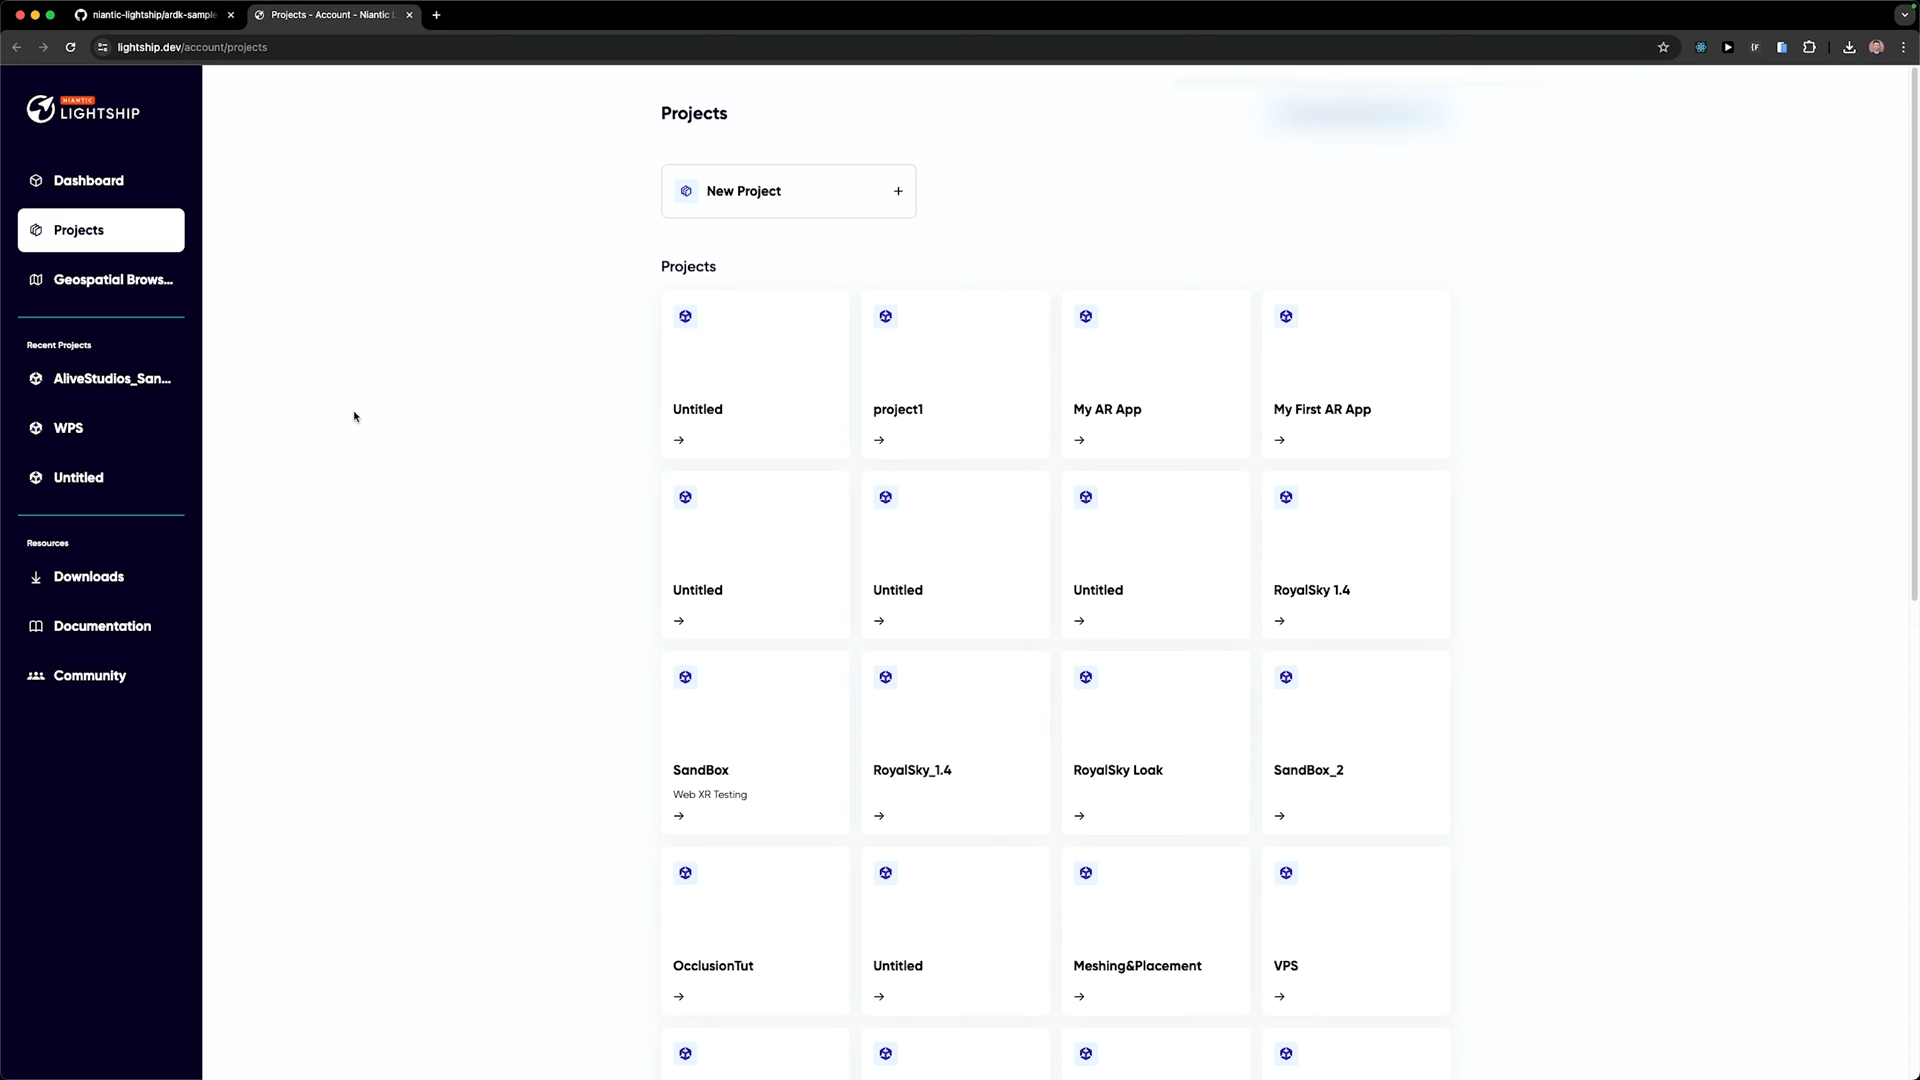 niantic-lightship/ardk-sample
Projects - Account - Niantic L
lightship.dev/account/projects
NIANTIC
LIGHTSHIP
Dashboard
Projects
Geospatial Brows...
Recent Projects
AliveStudios_San...
WPS
Untitled
Resources
Downloads
Documentation
Community
Projects
New Project +
Projects
Untitled
project1
My AR App
My First AR App
Untitled
Untitled
Untitled
RoyalSky 1.4
SandBox
Web XR Testing
RoyalSky_1.4
RoyalSky Loak
SandBox_2
OcclusionTut
Untitled
Meshing&Placement
VPS